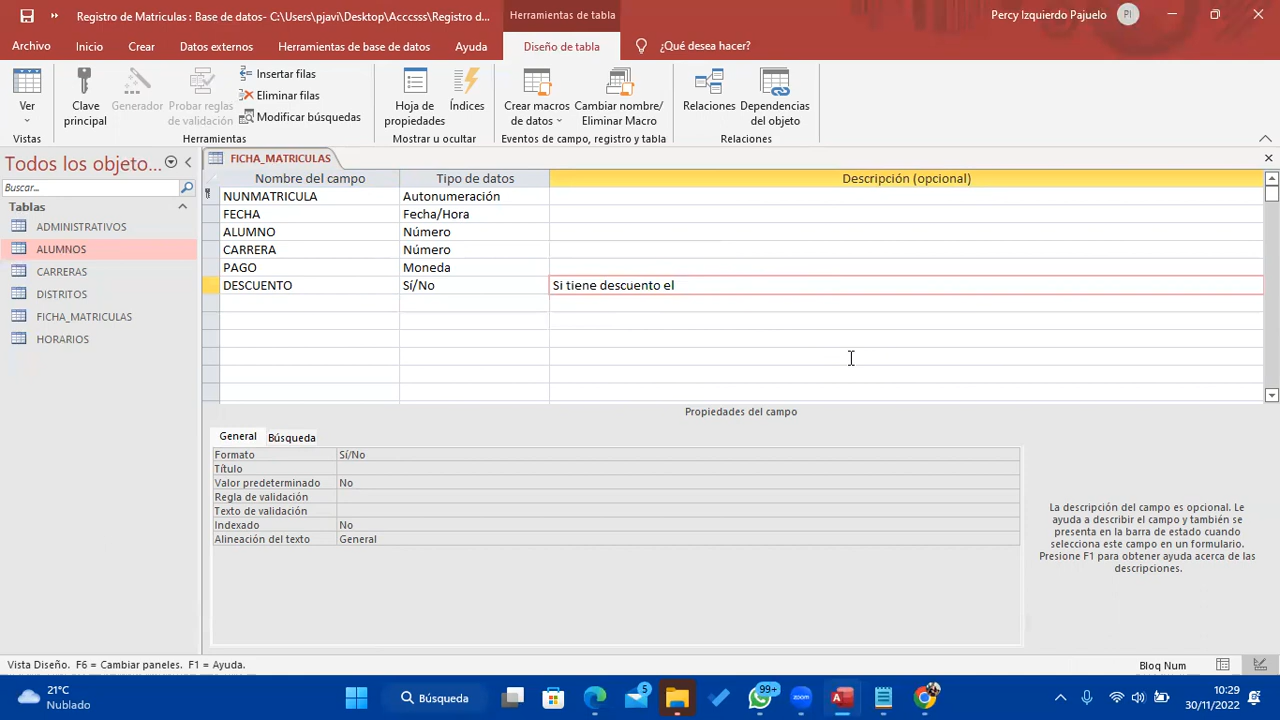 Registro de Matriculas : Base de datos- C:\Users\pjavi\Desktop\Acccsss\Registro d...
Herramientas de tabla
Percy Izquierdo Pajuelo
PI
Archivo
Inicio
Crear
Datos externos
Herramientas de base de datos
Ayuda
Diseño de tabla
¿Qué desea hacer?
Ver
Vistas
Clave principal
Generador
Probar reglas de validación
Insertar filas
Eliminar filas
Modificar búsquedas
Herramientas
Hoja de propiedades
Índices
Mostrar u ocultar
Crear macros de datos
Cambiar nombre/ Eliminar Macro
Eventos de campo, registro y tabla
Relaciones
Dependencias del objeto
Relaciones
Todos los objeto...
Buscar...
Tablas
ADMINISTRATIVOS
ALUMNOS
CARRERAS
DISTRITOS
FICHA_MATRICULAS
HORARIOS
FICHA_MATRICULAS
Nombre del campo Tipo de datos Descripción (opcional)
NUNMATRICULA Autonumeración
FECHA Fecha/Hora
ALUMNO Número
CARRERA Número
PAGO Moneda
DESCUENTO Sí/No Si tiene descuento el
Propiedades del campo
General Búsqueda
Formato Sí/No
Título
Valor predeterminado No
Regla de validación
Texto de validación
Indexado No
Alineación del texto General
La descripción del campo es opcional. Le
ayuda a describir el campo y también se
presenta en la barra de estado cuando
selecciona este campo en un formulario.
Presione F1 para obtener ayuda acerca de las
descripciones.
Vista Diseño. F6 = Cambiar paneles. F1 = Ayuda.
Bloq Num
21°C
Nublado
Búsqueda
5
99+
zoom
10:29
30/11/2022